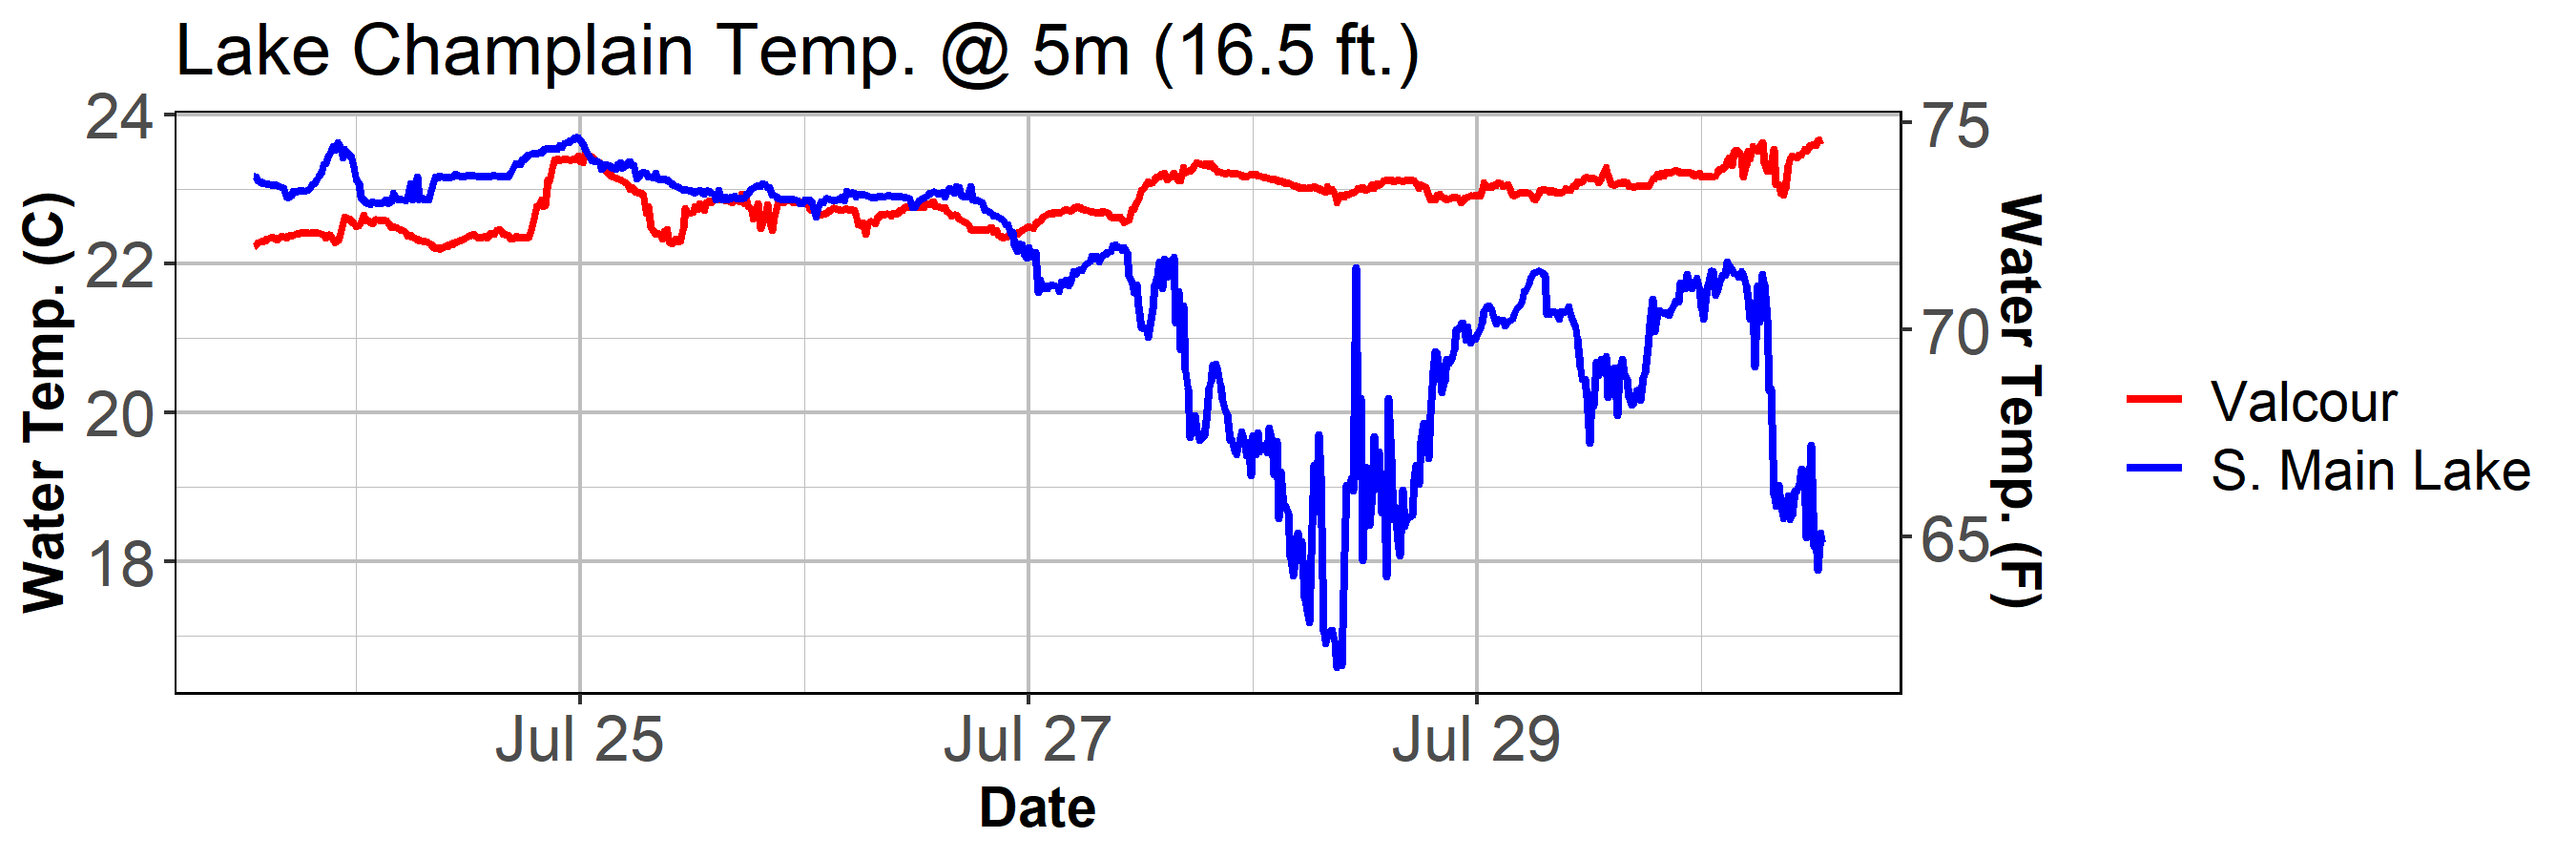 Lake Champlain Temp. @ 5m (16.5 ft.)
Water Temp. (C)
24
22
20
18
75
70
65
Water Temp. (F)
Jul 25
Jul 27
Jul 29
Date
Valcour
S. Main Lake